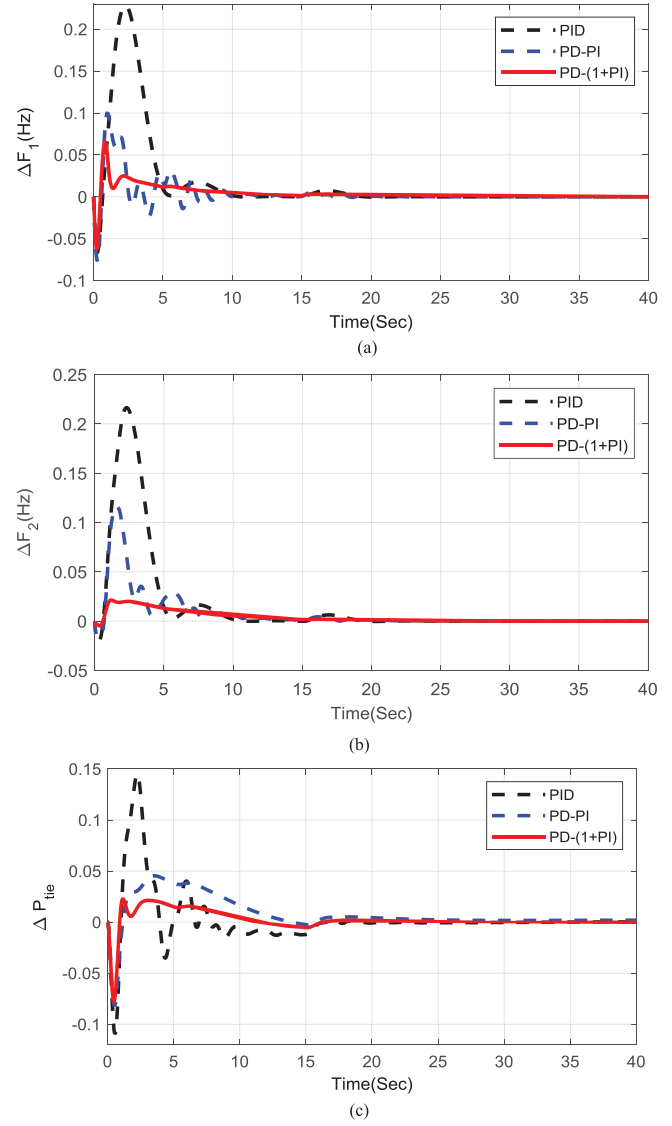 0.2
0.15
0.1
0.05
0
-0.05
-0.1
ΔF1(Hz)
PID
PD-PI
PD-(1+PI)
0 5 10 15 20 25 30 35 40
Time(Sec)
(a)
0.25
0.2
0.15
0.1
0.05
0
-0.05
ΔF2(Hz)
PID
PD-PI
PD-(1+PI)
0 5 10 15 20 25 30 35 40
Time(Sec)
(b)
0.15
0.1
0.05
0
-0.05
-0.1
Δ Ptie
PID
PD-PI
PD-(1+PI)
0 5 10 15 20 25 30 35 40
Time(Sec)
(c)